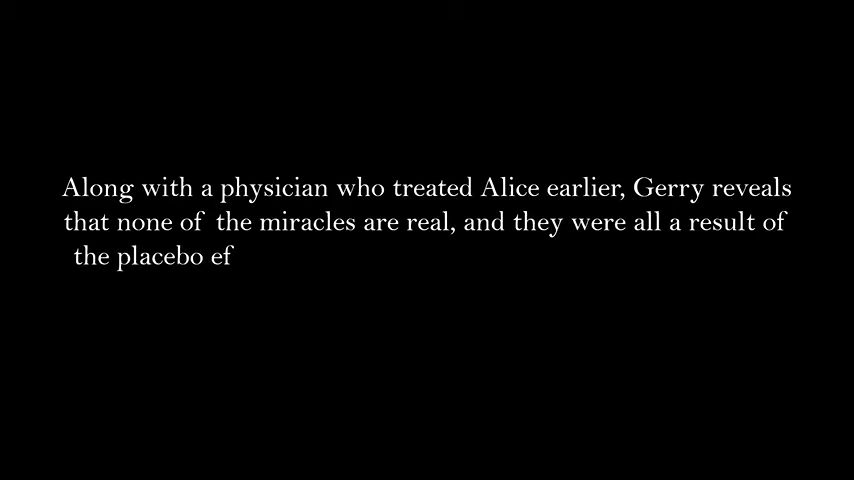 Along with a physician who treated Alice earlier, Gerry reveals
that none of the miracles are real, and they were all a result of
the placebo ef